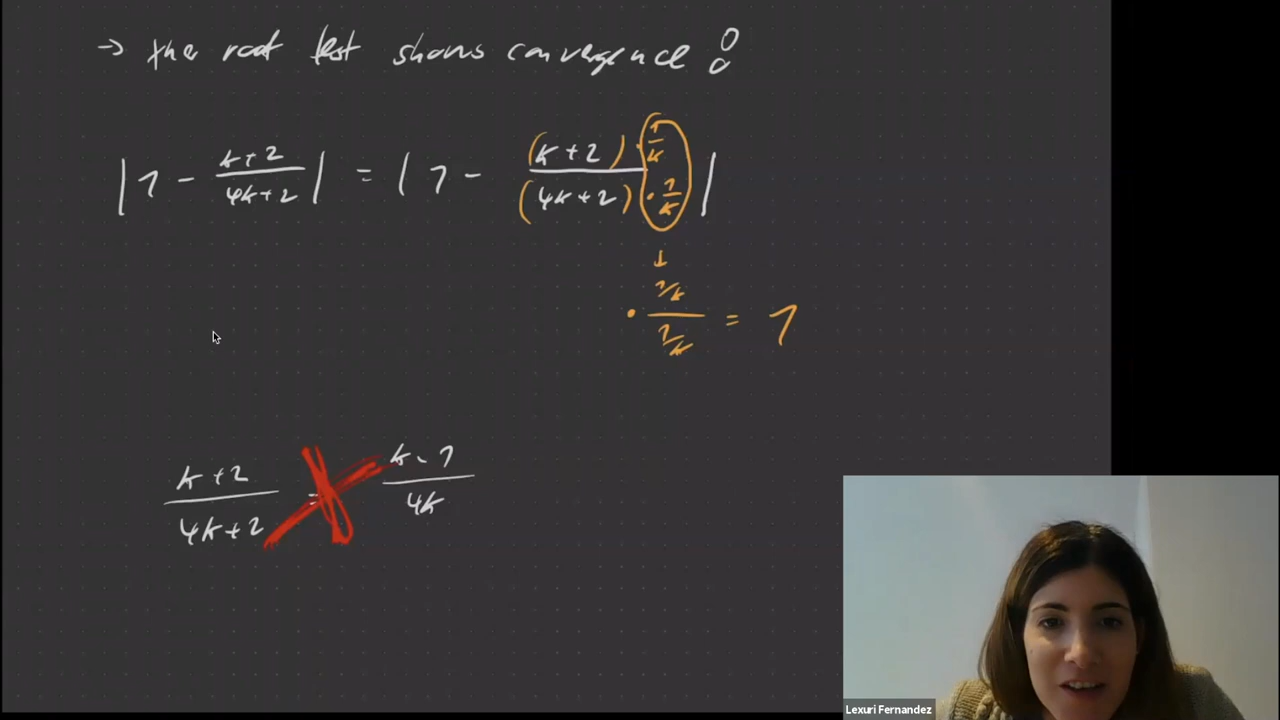 → the root test shows convergence :
|1 - (k+2)/(4k+2)| = |1 - ((k+2) · 1/k)/((4k+2) · 1/k)|
↓
· (1/k)/(1/k) = 1
(k+2)/(4k+2) = (k·1)/(4k)
Lexuri Fernandez